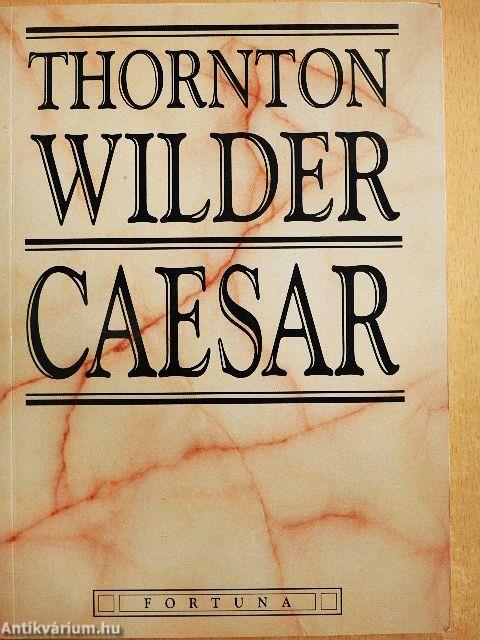 THORNTON
WILDER
CAESAR
FORTUNA
Antikvárium.hu